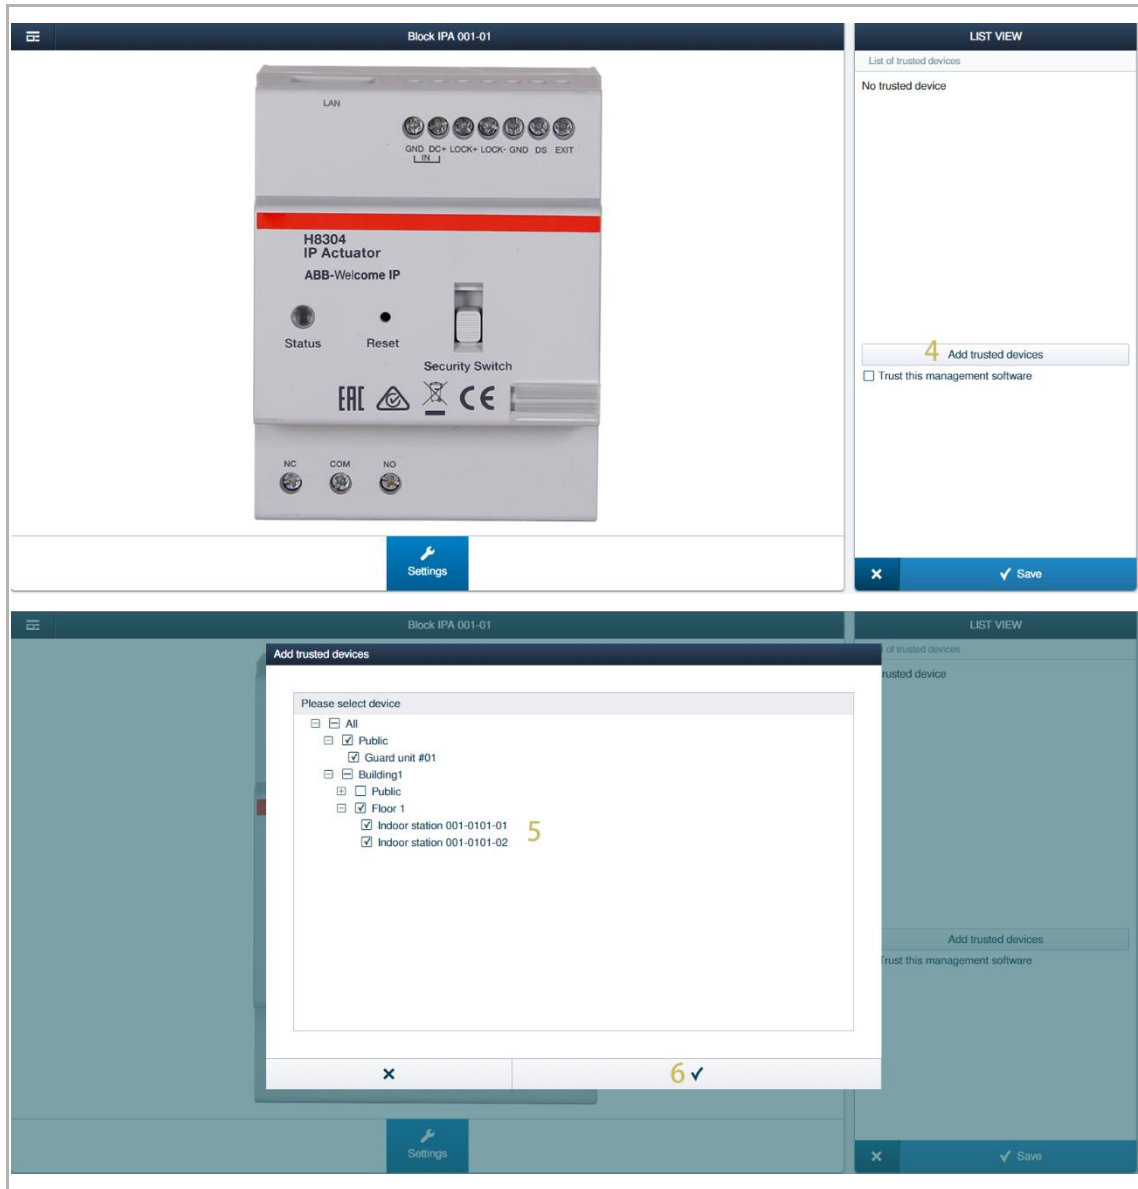 Block IPA 001-01
LIST VIEW
List of trusted devices
No trusted device
LAN
GND DC+ LOCK+ LOCK- GND DS EXIT
IN
H8304
IP Actuator
ABB-Welcome IP
Status
Reset
Security Switch
EAC
CE
NC COM NO
4 Add trusted devices
Trust this management software
Settings
Save
Block IPA 001-01
LIST VIEW
Add trusted devices
of trusted devices
rusted device
Please select device
All
Public
Guard unit #01
Building1
Public
Floor 1
Indoor station 001-0101-01
5
Indoor station 001-0101-02
Add trusted devices
Trust this management software
6
Settings
Save